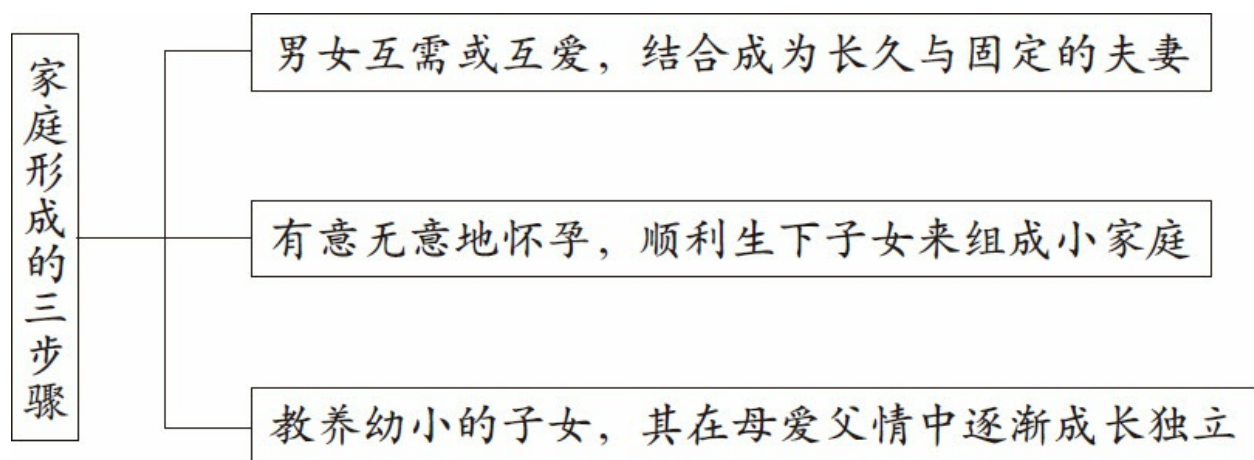 家庭形成的三步骤
男女互需或互爱，结合成为长久与固定的夫妻
有意无意地怀孕，顺利生下子女来组成小家庭
教养幼小的子女，其在母爱父情中逐渐成长独立